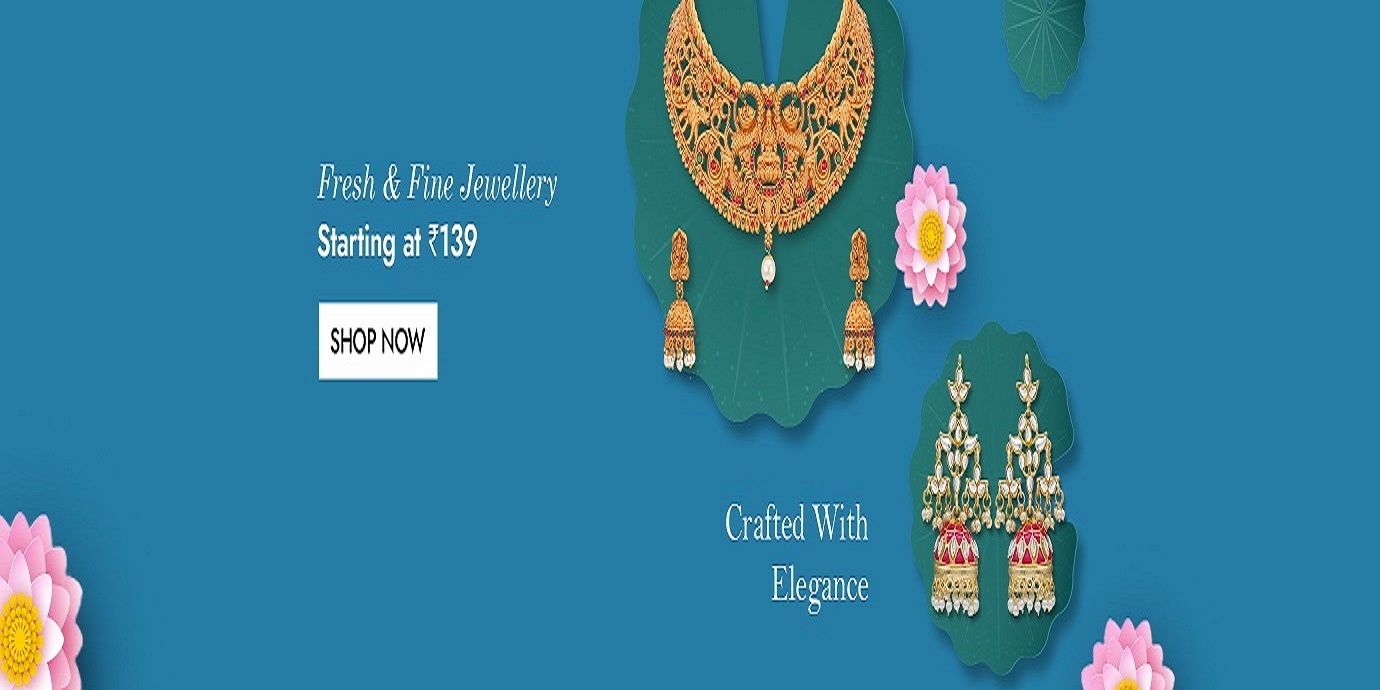 Fresh & Fine Jewellery
Starting at ₹139
SHOP NOW
Crafted With
Elegance